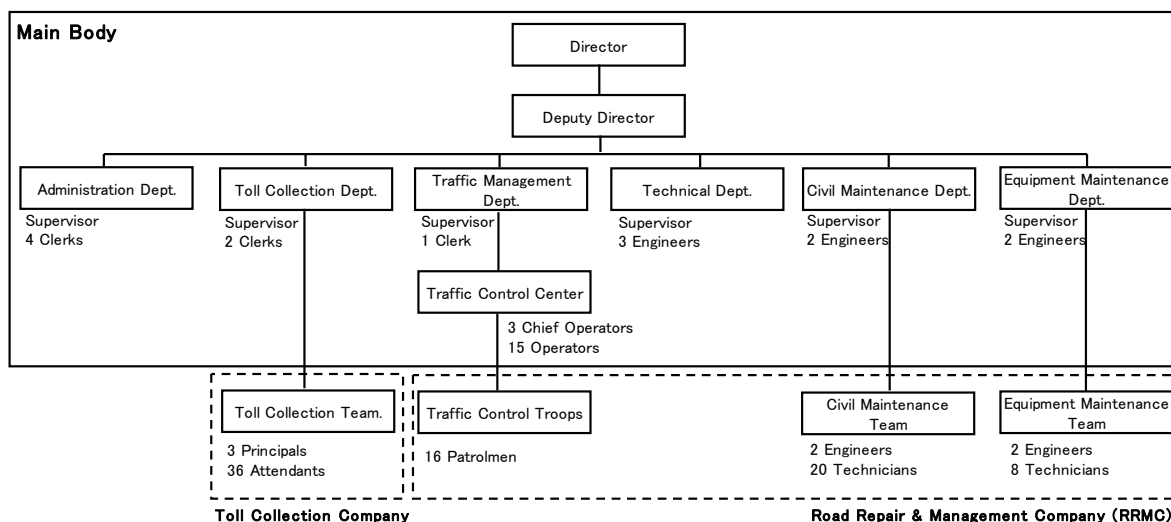 Main Body
Director
Deputy Director
Administration Dept.
Supervisor
4 Clerks
Toll Collection Dept.
Supervisor
2 Clerks
Traffic Management
Dept.
Supervisor
1 Clerk
Technical Dept.
Supervisor
3 Engineers
Civil Maintenance Dept.
Supervisor
2 Engineers
Equipment Maintenance
Dept.
Supervisor
2 Engineers
Traffic Control Center
3 Chief Operators
15 Operators
Toll Collection Team.
3 Principals
36 Attendants
Traffic Control Troops
16 Patrolmen
Civil Maintenance
Team
2 Engineers
20 Technicians
Equipment Maintenance
Team
2 Engineers
8 Technicians
Toll Collection Company
Road Repair & Management Company (RRMC)